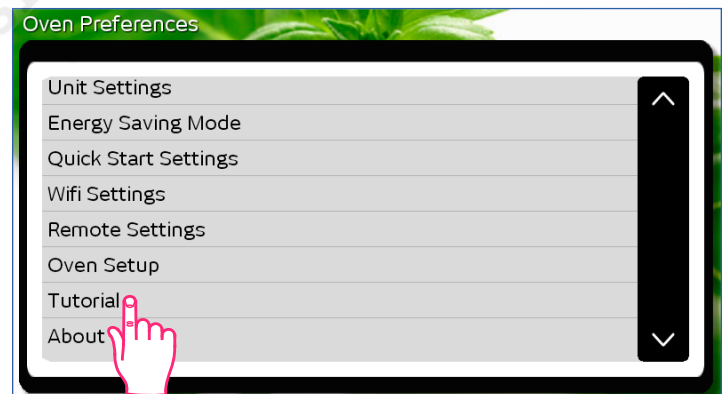 Oven Preferences
Unit Settings
Energy Saving Mode
Quick Start Settings
Wifi Settings
Remote Settings
Oven Setup
Tutorial
About